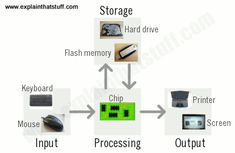 www.explainthatstuff.com
Storage
Hard drive
Flash memory
Keyboard
Chip
Printer
Mouse
Screen
Input
Processing
Output